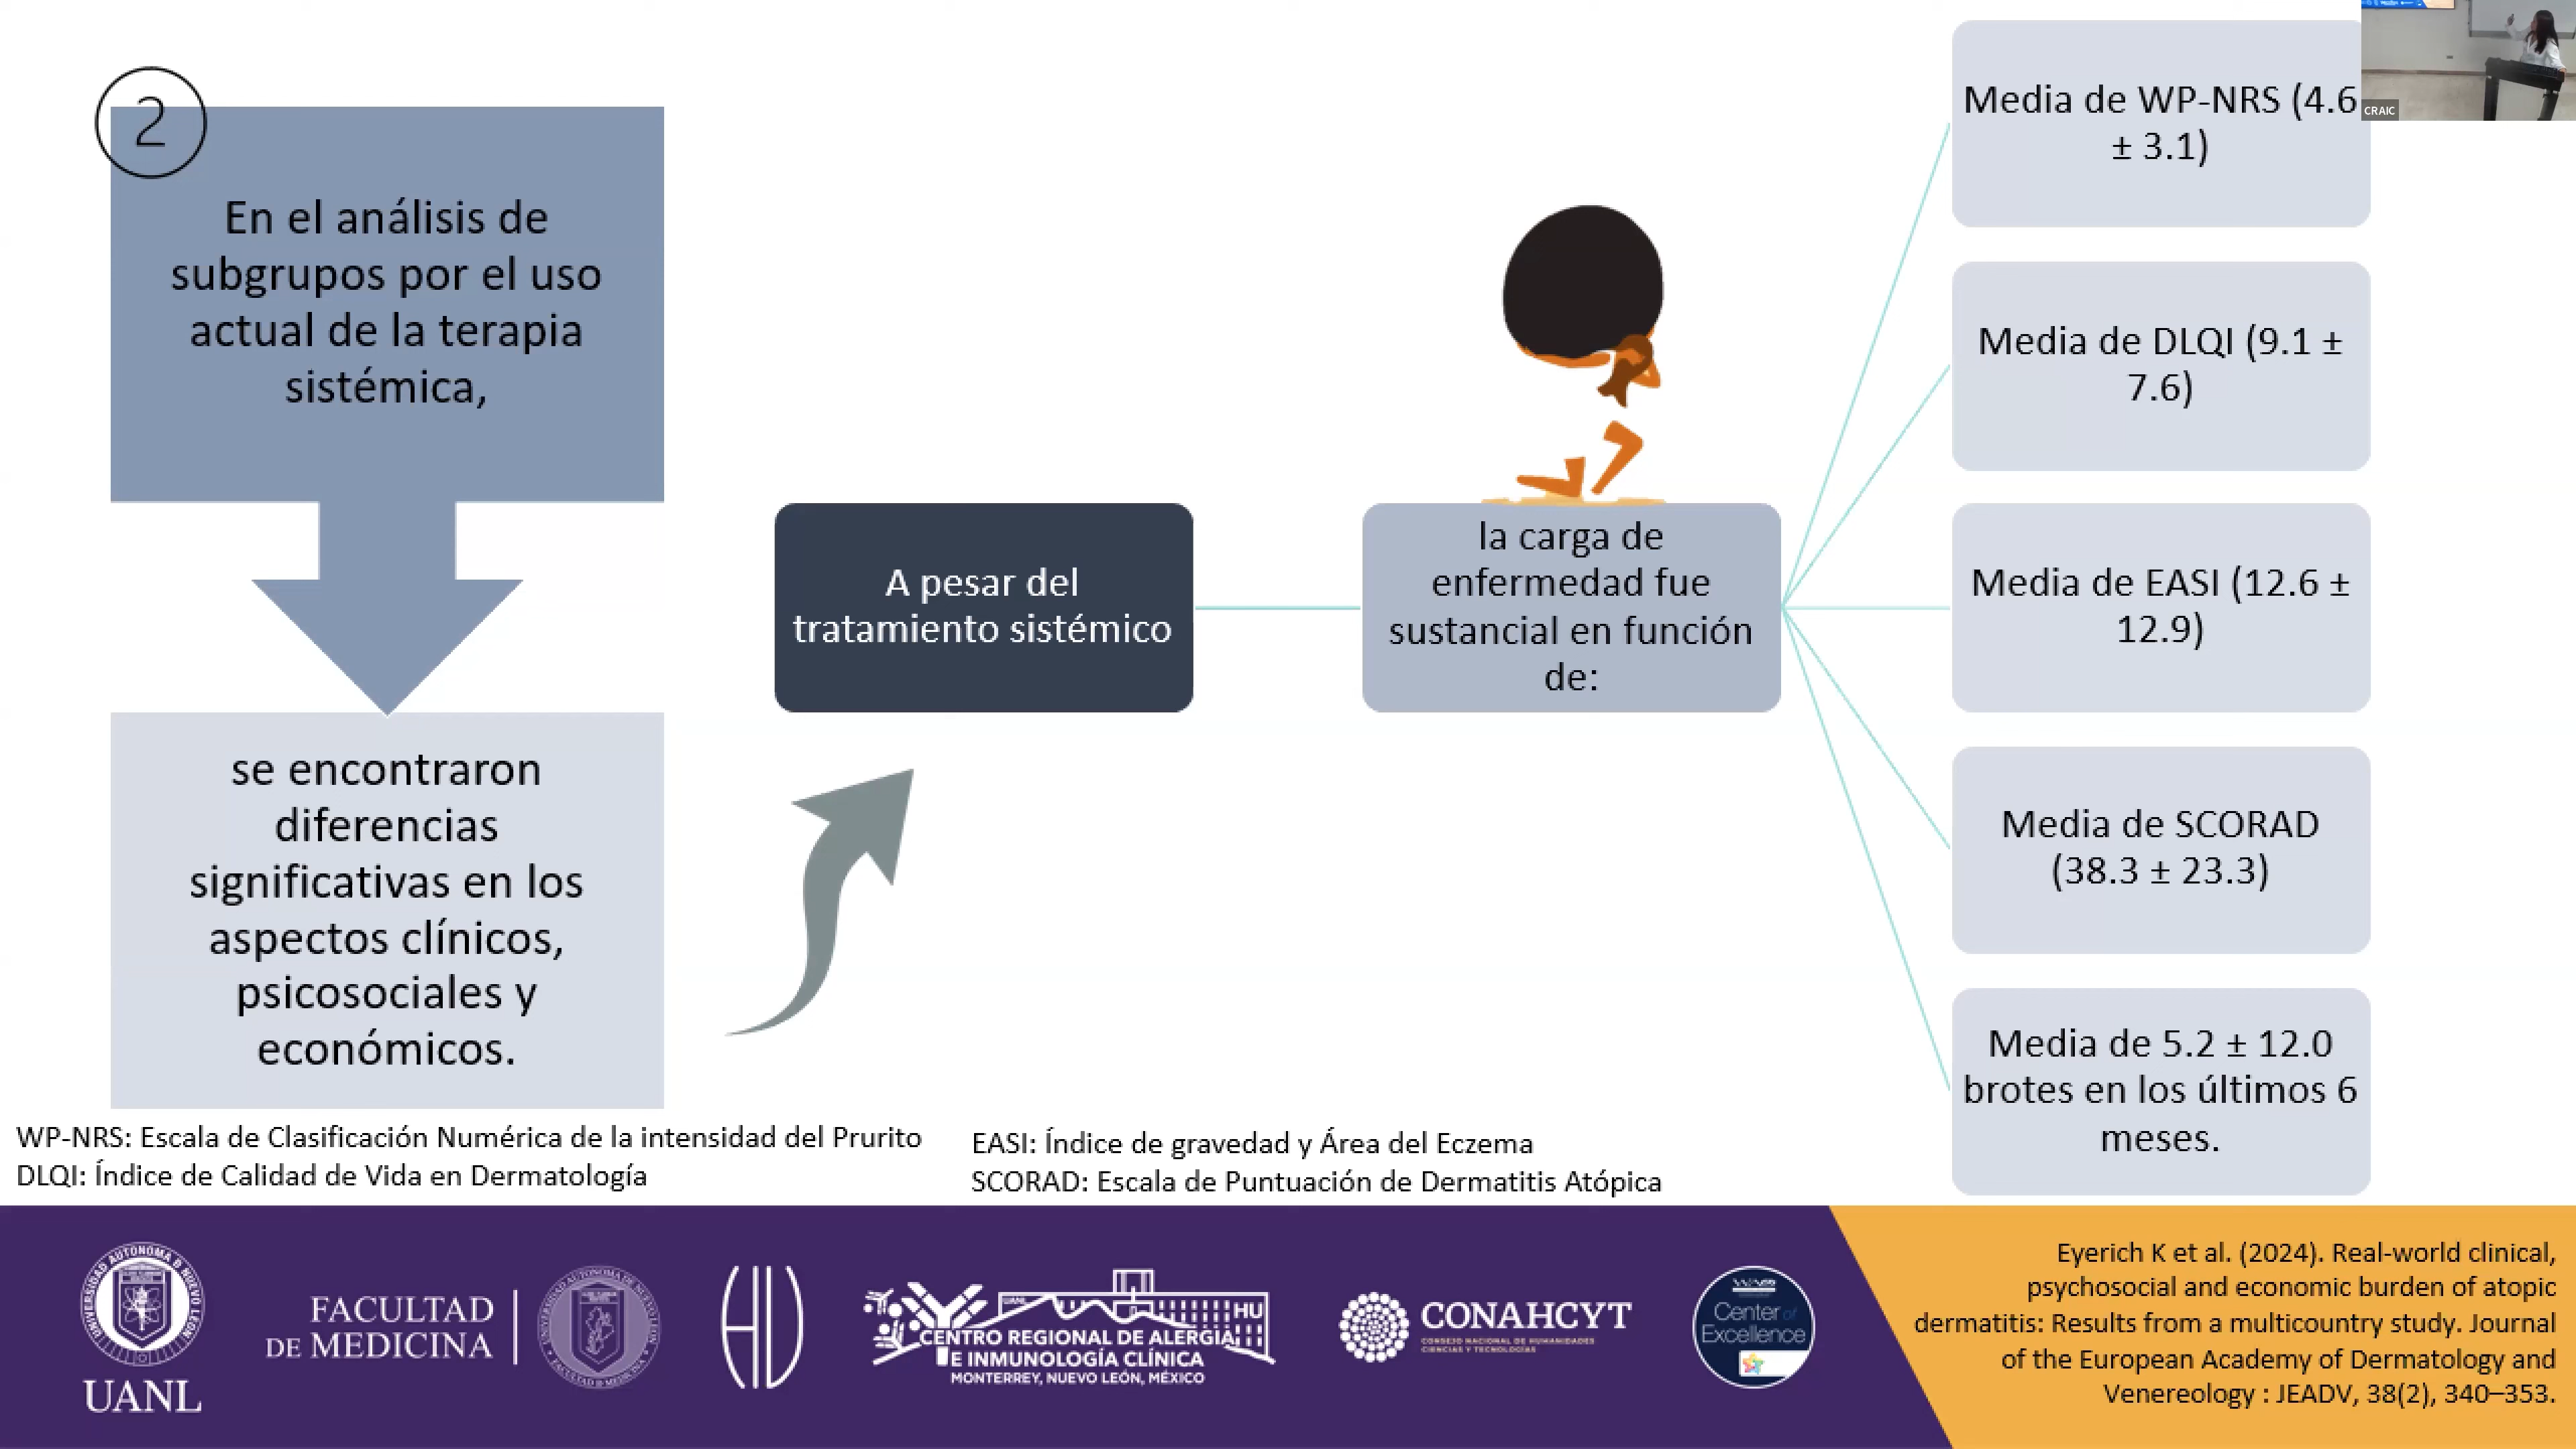 2
En el análisis de
subgrupos por el uso
actual de la terapia
sistémica,
se encontraron
diferencias
significativas en los
aspectos clínicos,
psicosociales y
económicos.
A pesar del
tratamiento sistémico
la carga de
enfermedad fue
sustancial en función
de:
Media de WP-NRS (4.6
± 3.1)
Media de DLQI (9.1 ±
7.6)
Media de EASI (12.6 ±
12.9)
Media de SCORAD
(38.3 ± 23.3)
Media de 5.2 ± 12.0
brotes en los últimos 6
meses.
CRAIC
WP-NRS: Escala de Clasificación Numérica de la intensidad del Prurito
DLQI: Índice de Calidad de Vida en Dermatología
EASI: Índice de gravedad y Área del Eczema
SCORAD: Escala de Puntuación de Dermatitis Atópica
UANL
FACULTAD
DE MEDICINA
UANL
HU
CENTRO REGIONAL DE ALERGIA
E INMUNOLOGÍA CLÍNICA
MONTERREY, NUEVO LEÓN, MÉXICO
CONAHCYT
CONSEJO NACIONAL DE HUMANIDADES
CIENCIAS Y TECNOLOGÍAS
Center of
Excellence
Eyerich K et al. (2024). Real-world clinical,
psychosocial and economic burden of atopic
dermatitis: Results from a multicountry study. Journal
of the European Academy of Dermatology and
Venereology : JEADV, 38(2), 340–353.